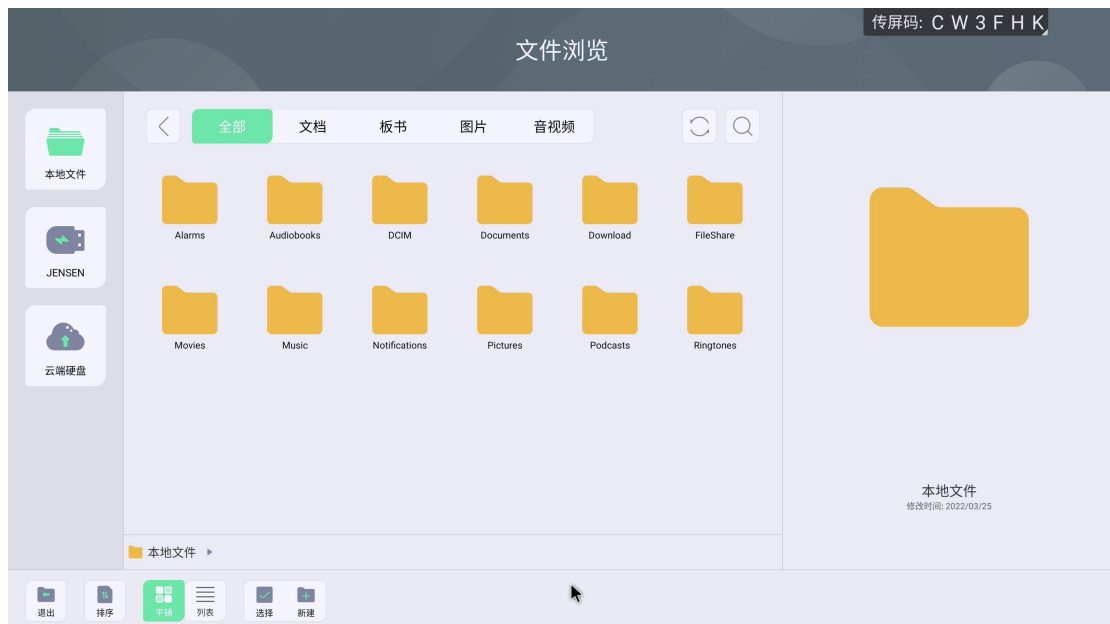 传屏码: C W 3 F H K
文件浏览
本地文件
JENSEN
云端硬盘
全部 文档 板书 图片 音视频
Alarms Audiobooks DCIM Documents Download FileShare
Movies Music Notifications Pictures Podcasts Ringtones
本地文件
修改时间: 2022/03/25
本地文件
退出 排序 平铺 列表 选择 新建